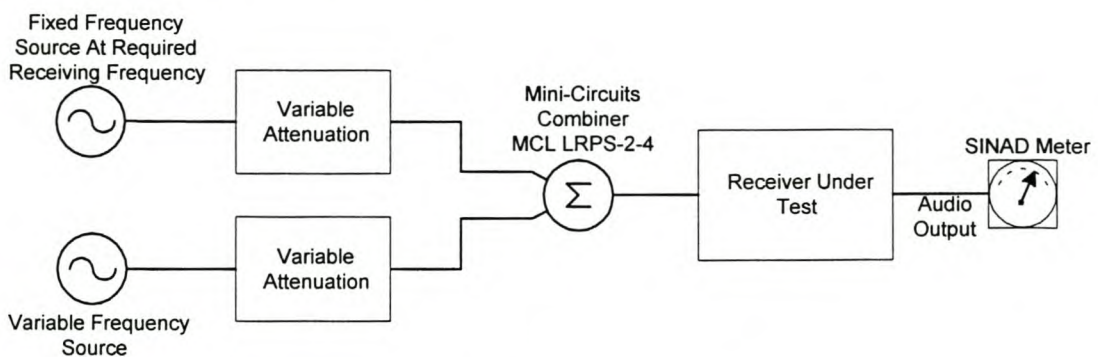 Fixed Frequency
Source At Required
Receiving Frequency
Variable
Attenuation
Mini-Circuits
Combiner
MCL LRPS-2-4
Σ
Receiver Under
Test
SINAD Meter
Audio
Output
Variable
Attenuation
Variable Frequency
Source